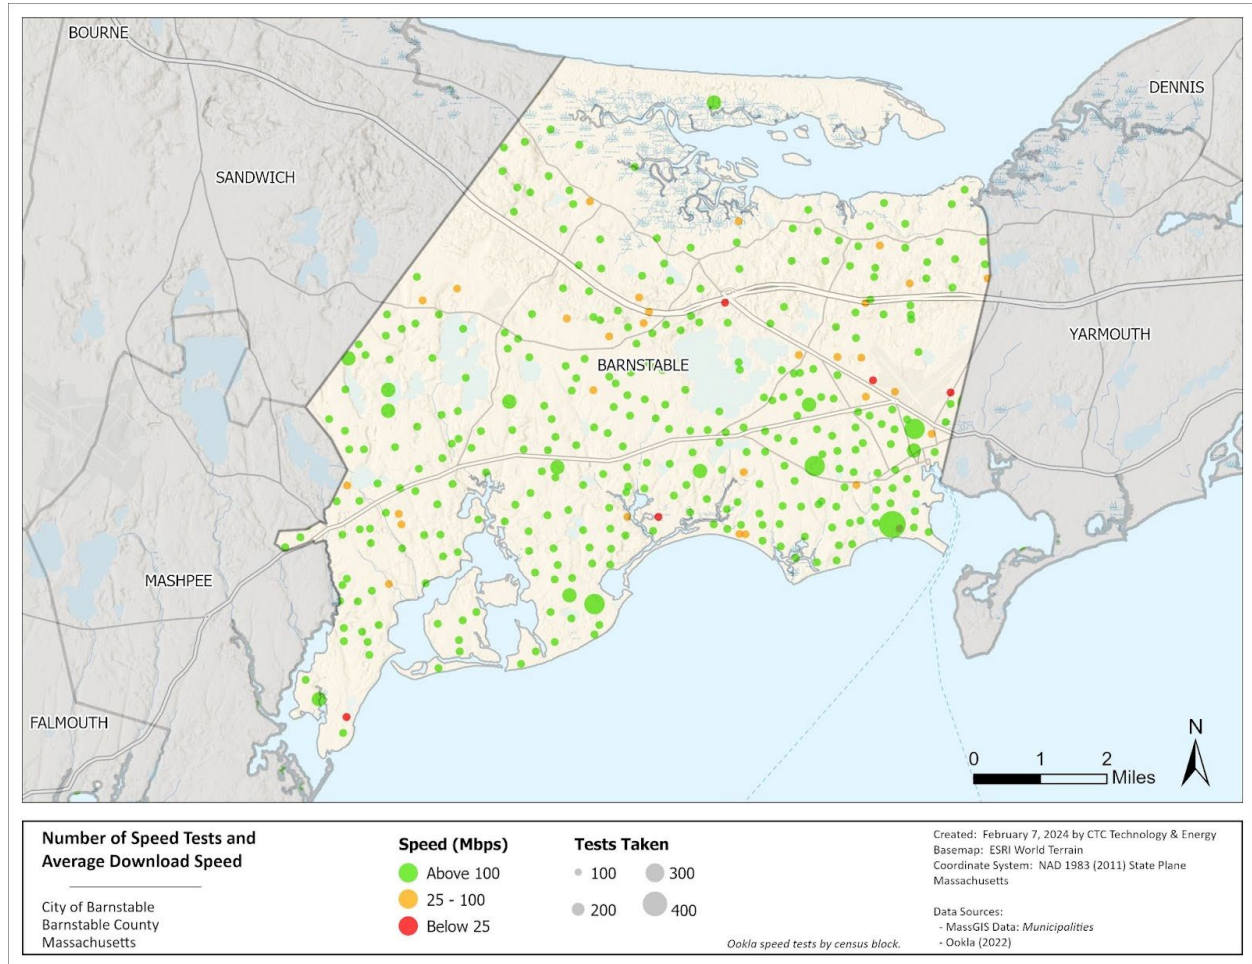 BOURNE
DENNIS
SANDWICH
YARMOUTH
BARNSTABLE
MASHPEE
FALMOUTH
N
0 1 2
Miles
Number of Speed Tests and
Average Download Speed
City of Barnstable
Barnstable County
Massachusetts
Speed (Mbps)
Above 100
25 - 100
Below 25
Tests Taken
100 300
200 400
Ookla speed tests by census block.
Created: February 7, 2024 by CTC Technology & Energy
Basemap: ESRI World Terrain
Coordinate System: NAD 1983 (2011) State Plane
Massachusetts
Data Sources:
- MassGIS Data: Municipalities
- Ookla (2022)